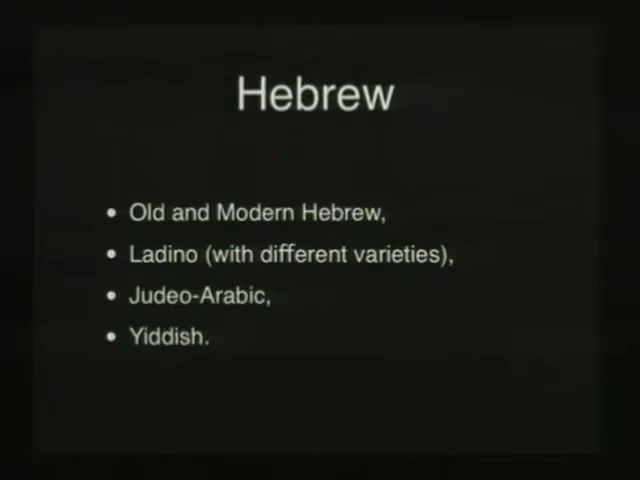 Hebrew
• Old and Modern Hebrew,
• Ladino (with different varieties),
• Judeo-Arabic,
• Yiddish.